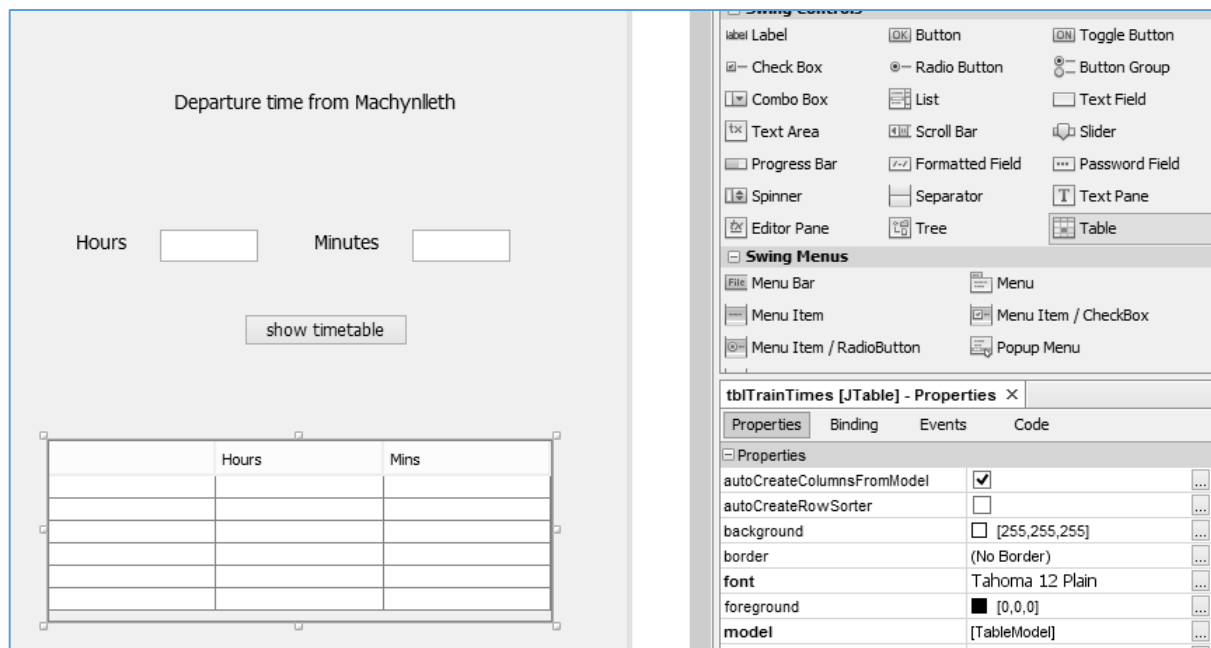 Departure time from Machynlleth
Hours
Minutes
show timetable
Hours Mins
Swing Controls
label Label OK Button ON Toggle Button
Check Box Radio Button Button Group
Combo Box List Text Field
tx Text Area Scroll Bar Slider
Progress Bar Formatted Field Password Field
Spinner Separator T Text Pane
Editor Pane Tree Table
Swing Menus
File Menu Bar Menu
Menu Item Menu Item / CheckBox
Menu Item / RadioButton Popup Menu
tblTrainTimes [JTable] - Properties ×
Properties Binding Events Code
Properties
autoCreateColumnsFromModel ...
autoCreateRowSorter ...
background [255,255,255] ...
border (No Border) ...
font Tahoma 12 Plain ...
foreground [0,0,0] ...
model [TableModel] ...